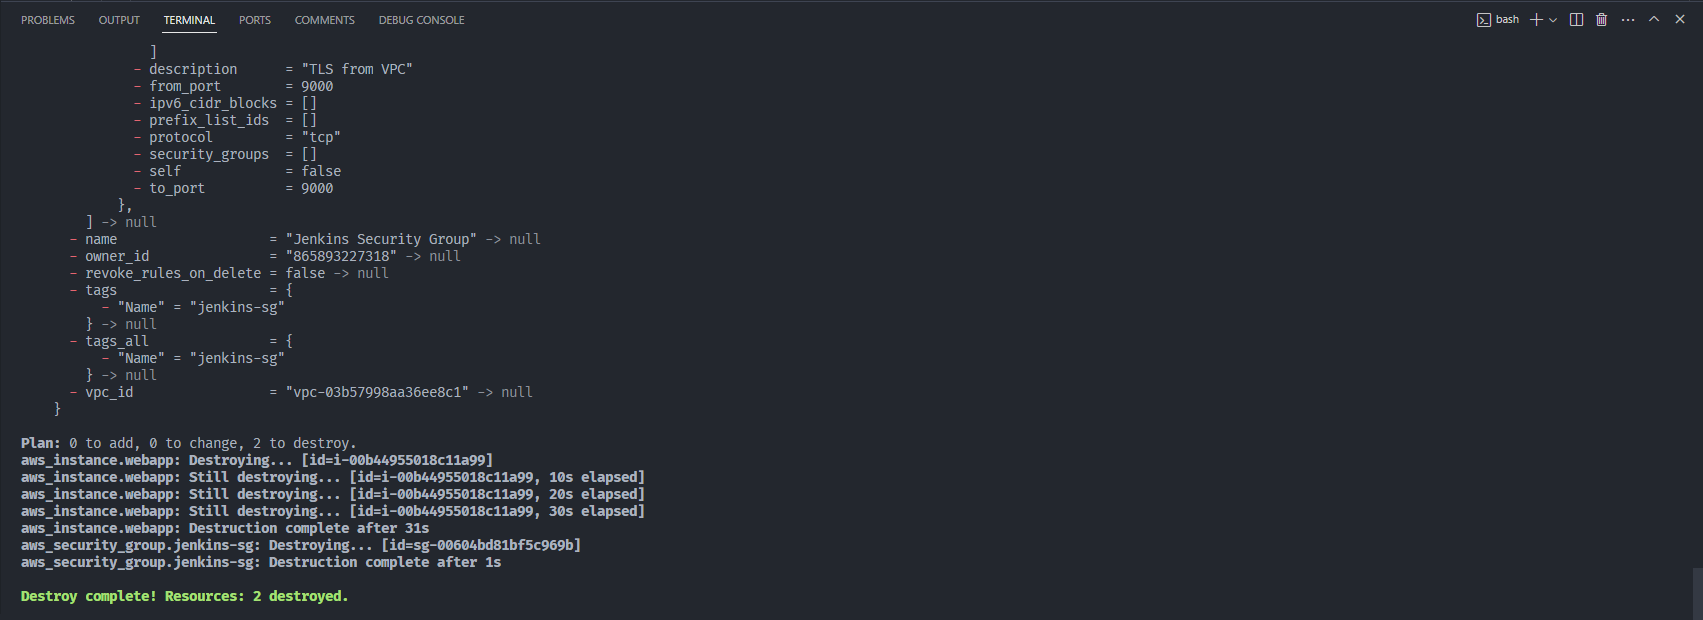 PROBLEMS OUTPUT TERMINAL PORTS COMMENTS DEBUG CONSOLE bash
]
- description      = "TLS from VPC"
- from_port        = 9000
- ipv6_cidr_blocks = []
- prefix_list_ids  = []
- protocol         = "tcp"
- security_groups  = []
- self             = false
- to_port          = 9000
},
] -> null
- name                   = "Jenkins Security Group" -> null
- owner_id               = "865893227318" -> null
- revoke_rules_on_delete = false -> null
- tags                   = {
- "Name" = "jenkins-sg"
} -> null
- tags_all               = {
- "Name" = "jenkins-sg"
} -> null
- vpc_id                 = "vpc-03b57998aa36ee8c1" -> null
}
Plan: 0 to add, 0 to change, 2 to destroy.
aws_instance.webapp: Destroying... [id=i-00b44955018c11a99]
aws_instance.webapp: Still destroying... [id=i-00b44955018c11a99, 10s elapsed]
aws_instance.webapp: Still destroying... [id=i-00b44955018c11a99, 20s elapsed]
aws_instance.webapp: Still destroying... [id=i-00b44955018c11a99, 30s elapsed]
aws_instance.webapp: Destruction complete after 31s
aws_security_group.jenkins-sg: Destroying... [id=sg-00604bd81bf5c969b]
aws_security_group.jenkins-sg: Destruction complete after 1s
Destroy complete! Resources: 2 destroyed.